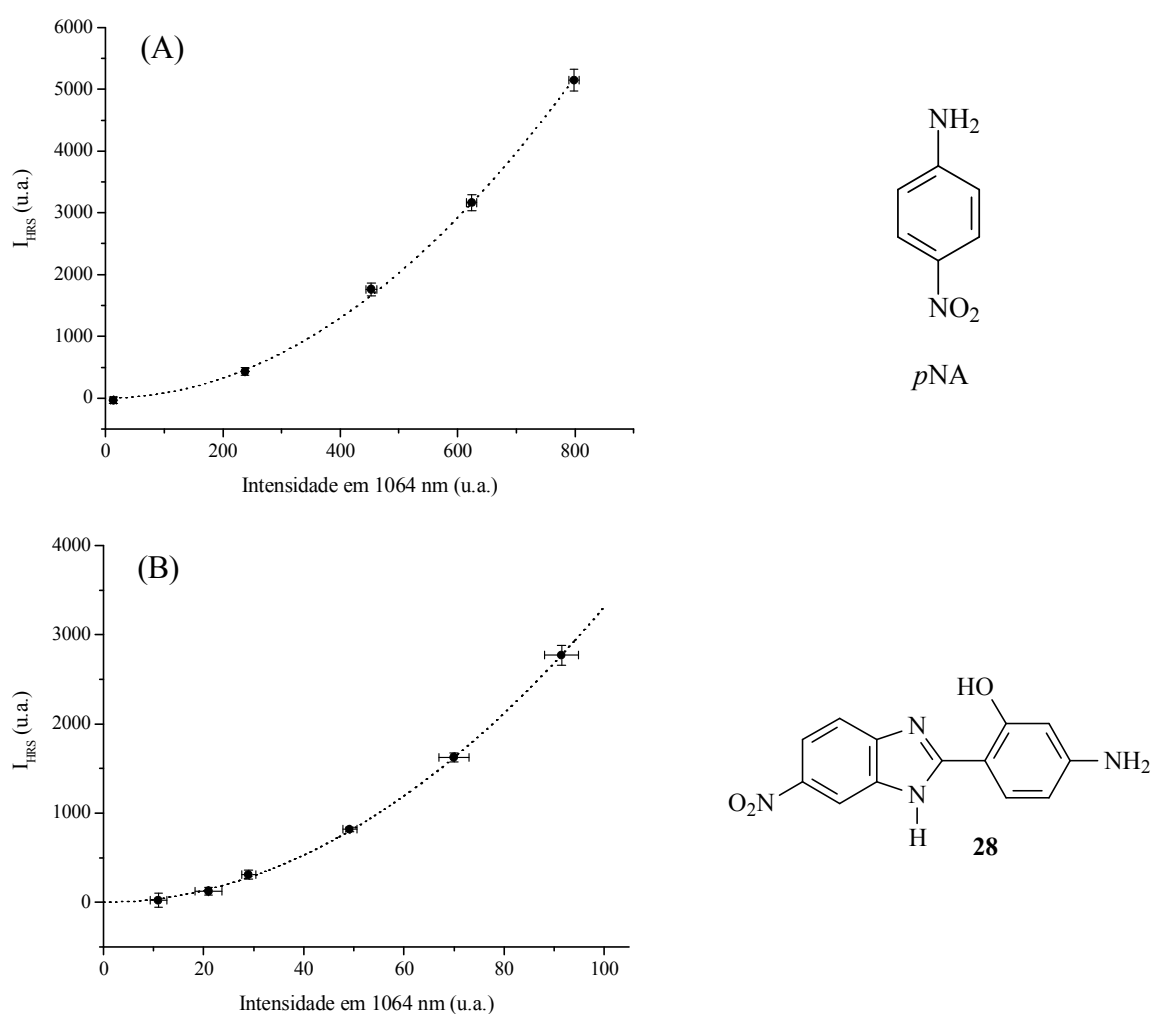 (A)
6000
5000
4000
3000
2000
1000
0
I_HRS (u.a.)
0 200 400 600 800
Intensidade em 1064 nm (u.a.)
NH2
NO2
pNA
(B)
4000
3000
2000
1000
0
I_HRS (u.a.)
0 20 40 60 80 100
Intensidade em 1064 nm (u.a.)
HO
N
NH2
O2N
N
H
28